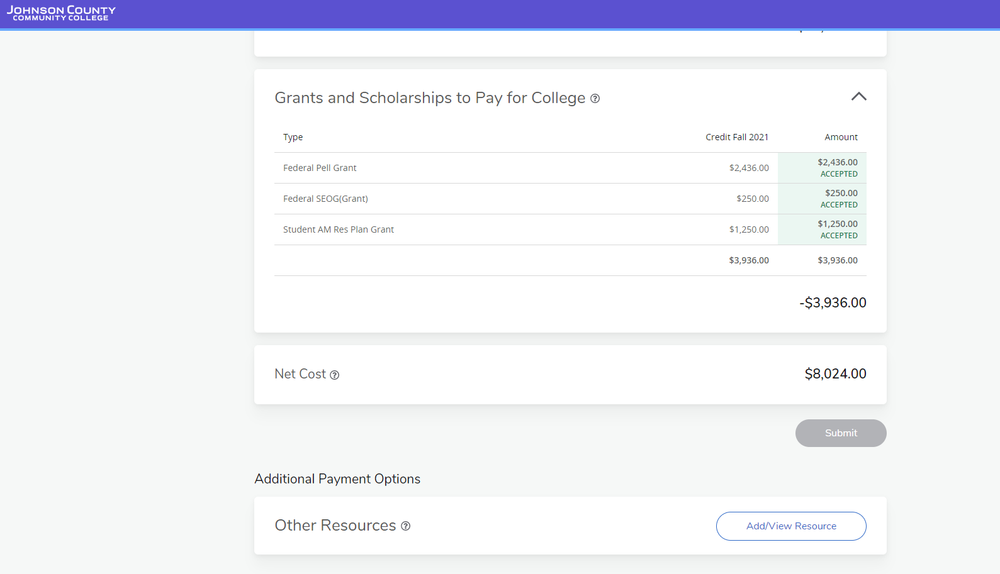 JOHNSON COUNTY
COMMUNITY COLLEGE
Grants and Scholarships to Pay for College
Type Credit Fall 2021 Amount
Federal Pell Grant $2,436.00 $2,436.00
ACCEPTED
Federal SEOG(Grant) $250.00 $250.00
ACCEPTED
Student AM Res Plan Grant $1,250.00 $1,250.00
ACCEPTED
$3,936.00 $3,936.00
-$3,936.00
Net Cost $8,024.00
Submit
Additional Payment Options
Other Resources Add/View Resource